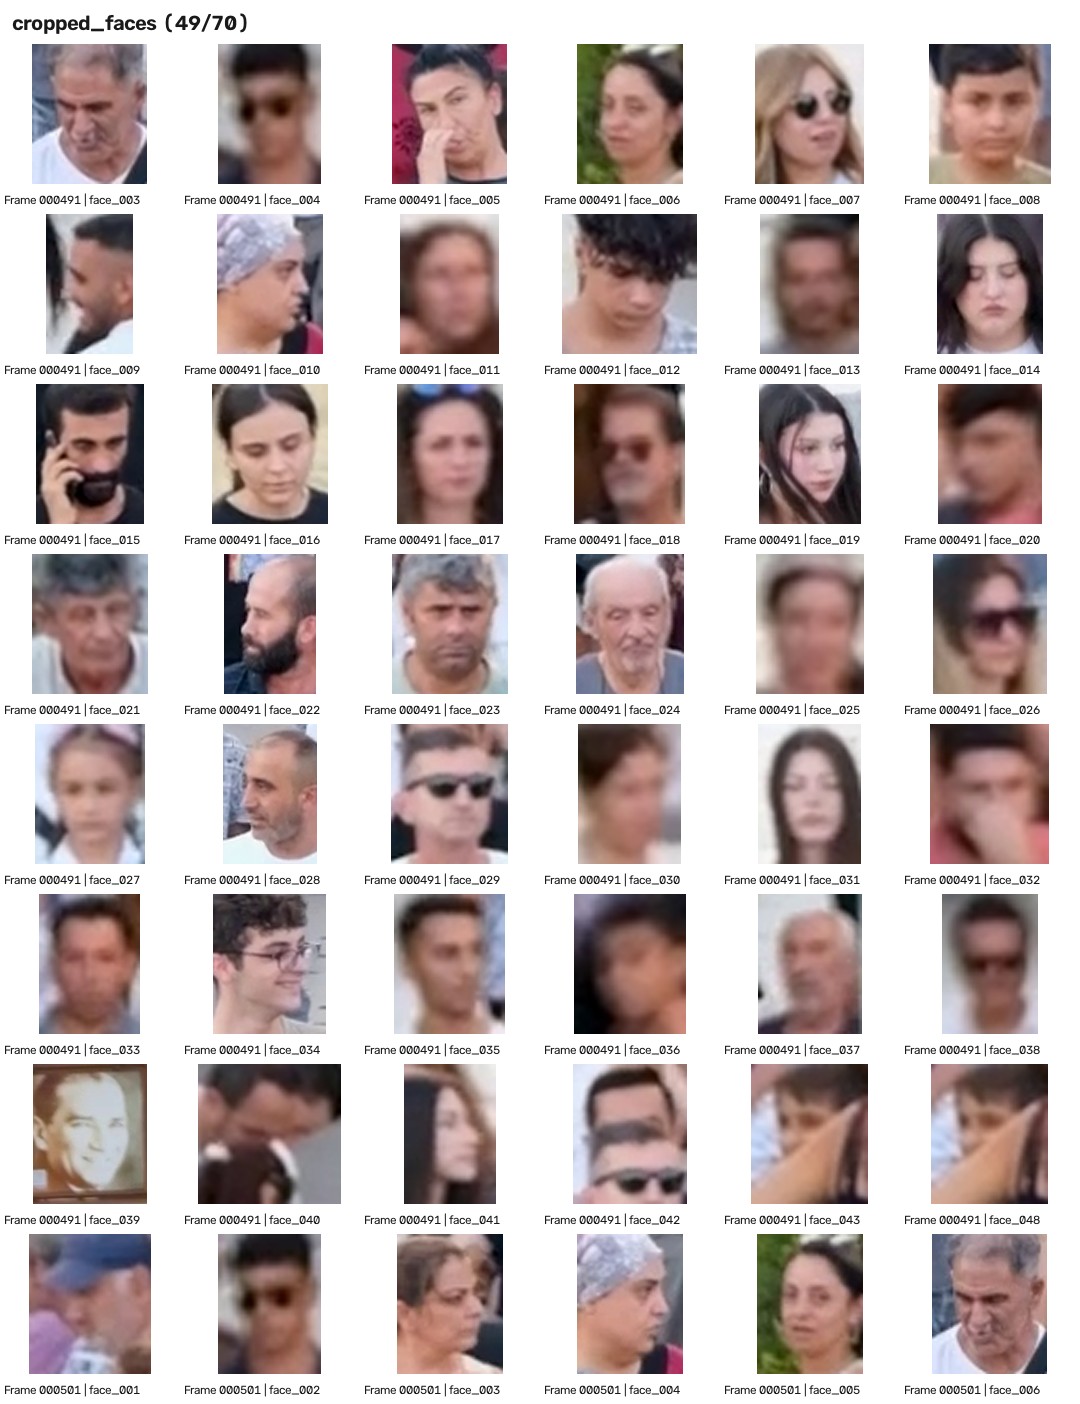 cropped_faces (49/70)
Frame 000491 | face_003 Frame 000491 | face_004 Frame 000491 | face_005 Frame 000491 | face_006 Frame 000491 | face_007 Frame 000491 | face_008
Frame 000491 | face_009 Frame 000491 | face_010 Frame 000491 | face_011 Frame 000491 | face_012 Frame 000491 | face_013 Frame 000491 | face_014
Frame 000491 | face_015 Frame 000491 | face_016 Frame 000491 | face_017 Frame 000491 | face_018 Frame 000491 | face_019 Frame 000491 | face_020
Frame 000491 | face_021 Frame 000491 | face_022 Frame 000491 | face_023 Frame 000491 | face_024 Frame 000491 | face_025 Frame 000491 | face_026
Frame 000491 | face_027 Frame 000491 | face_028 Frame 000491 | face_029 Frame 000491 | face_030 Frame 000491 | face_031 Frame 000491 | face_032
Frame 000491 | face_033 Frame 000491 | face_034 Frame 000491 | face_035 Frame 000491 | face_036 Frame 000491 | face_037 Frame 000491 | face_038
Frame 000491 | face_039 Frame 000491 | face_040 Frame 000491 | face_041 Frame 000491 | face_042 Frame 000491 | face_043 Frame 000491 | face_048
Frame 000501 | face_001 Frame 000501 | face_002 Frame 000501 | face_003 Frame 000501 | face_004 Frame 000501 | face_005 Frame 000501 | face_006